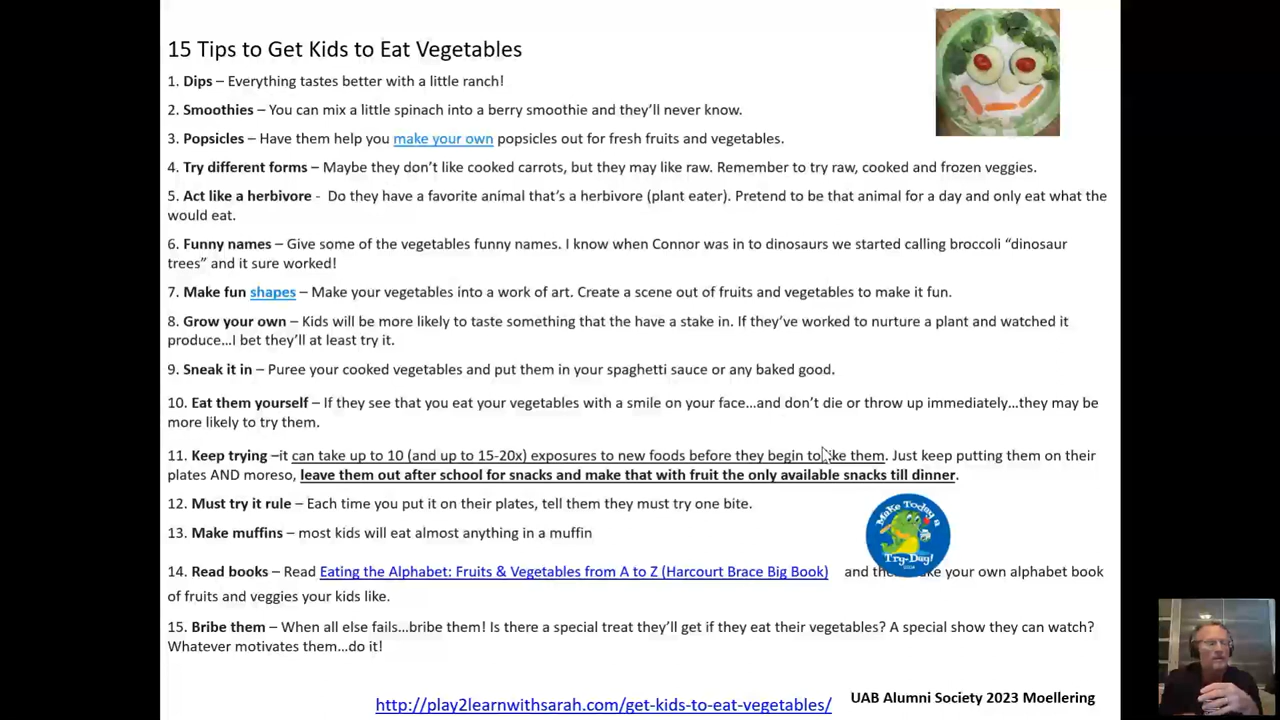 15 Tips to Get Kids to Eat Vegetables
1. Dips – Everything tastes better with a little ranch!
2. Smoothies – You can mix a little spinach into a berry smoothie and they’ll never know.
3. Popsicles – Have them help you make your own popsicles out for fresh fruits and vegetables.
4. Try different forms – Maybe they don’t like cooked carrots, but they may like raw. Remember to try raw, cooked and frozen veggies.
5. Act like a herbivore -  Do they have a favorite animal that’s a herbivore (plant eater). Pretend to be that animal for a day and only eat what the
would eat.
6. Funny names – Give some of the vegetables funny names. I know when Connor was in to dinosaurs we started calling broccoli “dinosaur
trees” and it sure worked!
7. Make fun shapes – Make your vegetables into a work of art. Create a scene out of fruits and vegetables to make it fun.
8. Grow your own – Kids will be more likely to taste something that the have a stake in. If they’ve worked to nurture a plant and watched it
produce…I bet they’ll at least try it.
9. Sneak it in – Puree your cooked vegetables and put them in your spaghetti sauce or any baked good.
10. Eat them yourself – If they see that you eat your vegetables with a smile on your face…and don’t die or throw up immediately…they may be
more likely to try them.
11. Keep trying –it can take up to 10 (and up to 15-20x) exposures to new foods before they begin to like them. Just keep putting them on their
plates AND moreso, leave them out after school for snacks and make that with fruit the only available snacks till dinner.
12. Must try it rule – Each time you put it on their plates, tell them they must try one bite.
Make Today a
Try-Day!
13. Make muffins – most kids will eat almost anything in a muffin
14. Read books – Read Eating the Alphabet: Fruits & Vegetables from A to Z (Harcourt Brace Big Book) and your own alphabet book
of fruits and veggies your kids like.
15. Bribe them – When all else fails…bribe them! Is there a special treat they’ll get if they eat their vegetables? A special show they can watch?
Whatever motivates them…do it!
http://play2learnwithsarah.com/get-kids-to-eat-vegetables/
UAB Alumni Society 2023 Moellering